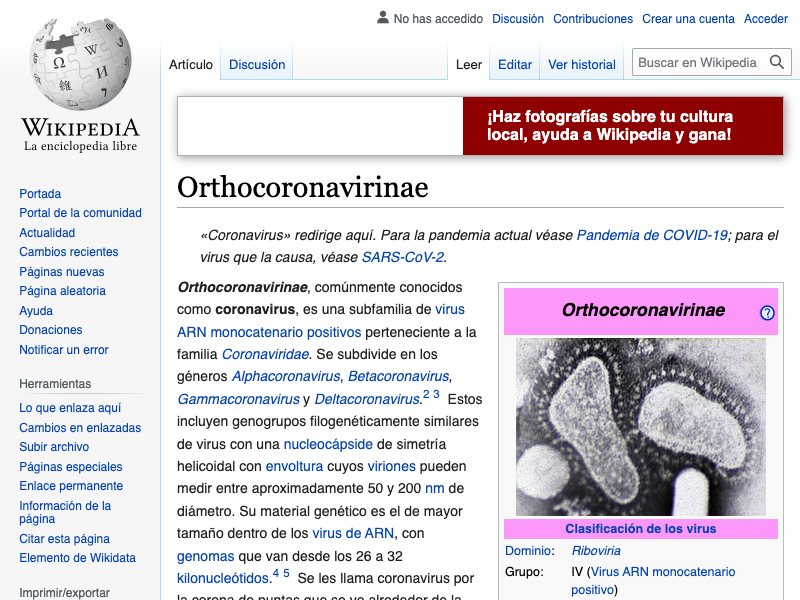 No has accedido Discusión Contribuciones Crear una cuenta Acceder
Artículo Discusión Leer Editar Ver historial Buscar en Wikipedia
WIKIPEDIA
La enciclopedia libre
¡Haz fotografías sobre tu cultura
local, ayuda a Wikipedia y gana!
Portada
Portal de la comunidad
Actualidad
Cambios recientes
Páginas nuevas
Página aleatoria
Ayuda
Donaciones
Notificar un error
Herramientas
Lo que enlaza aquí
Cambios en enlazadas
Subir archivo
Páginas especiales
Enlace permanente
Información de la
página
Citar esta página
Elemento de Wikidata
Imprimir/exportar
Orthocoronavirinae
«Coronavirus» redirige aquí. Para la pandemia actual véase Pandemia de COVID-19; para el
virus que la causa, véase SARS-CoV-2.
Orthocoronavirinae, comúnmente conocidos
como coronavirus, es una subfamilia de virus
ARN monocatenario positivos perteneciente a la
familia Coronaviridae. Se subdivide en los
géneros Alphacoronavirus, Betacoronavirus,
Gammacoronavirus y Deltacoronavirus.2 3 Estos
incluyen genogrupos filogenéticamente similares
de virus con una nucleocápside de simetría
helicoidal con envoltura cuyos viriones pueden
medir entre aproximadamente 50 y 200 nm de
diámetro. Su material genético es el de mayor
tamaño dentro de los virus de ARN, con
genomas que van desde los 26 a 32
kilonucleótidos.4 5 Se les llama coronavirus por
la corona de puntas que se ve alrededor de la
Orthocoronavirinae ?
Clasificación de los virus
Dominio: Riboviria
Grupo: IV (Virus ARN monocatenario
positivo)